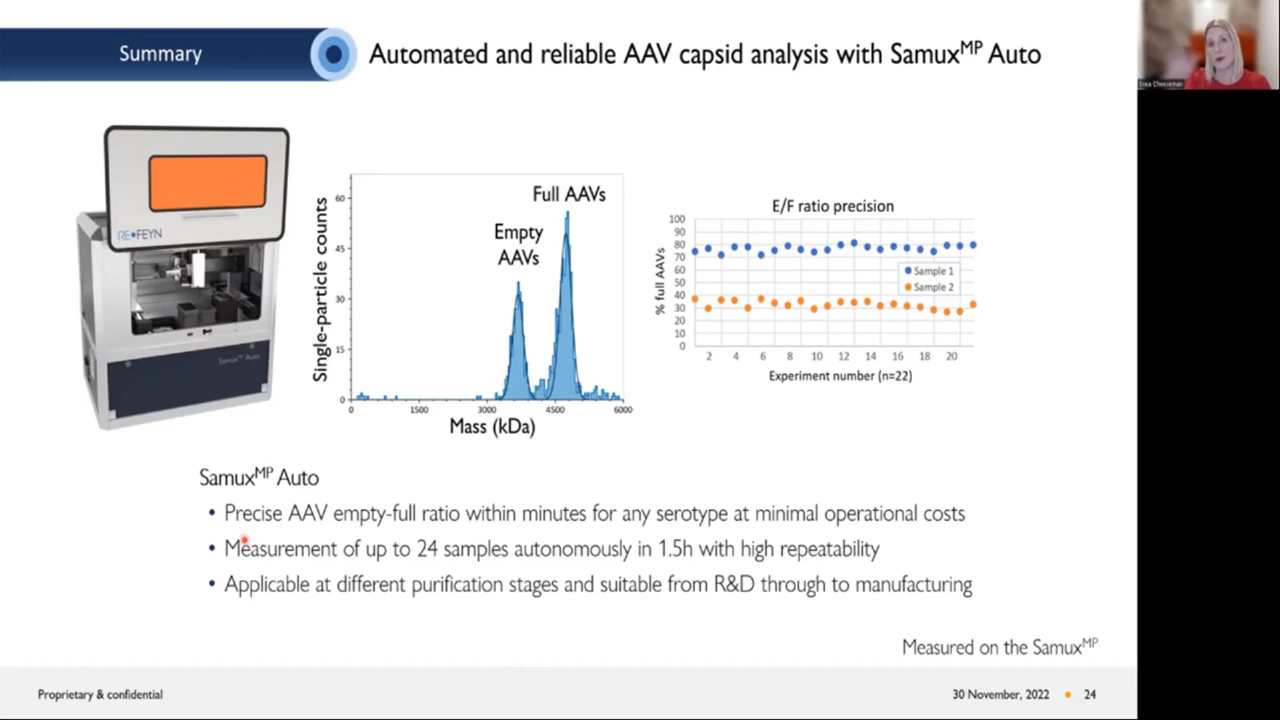 Summary
Automated and reliable AAV capsid analysis with Samux^MP Auto
Svea Cheeseman
RE•FEYN
Samux^MP Auto
Single-particle counts
60
45
30
15
0
Empty
AAVs
Full AAVs
0 1500 3000 4500 6000
Mass (kDa)
E/F ratio precision
% full AAVs
100
90
80
70
60
50
40
30
20
10
0
Sample 1
Sample 2
2 4 6 8 10 12 14 16 18 20
Experiment number (n=22)
Samux^MP Auto
• Precise AAV empty-full ratio within minutes for any serotype at minimal operational costs
• Measurement of up to 24 samples autonomously in 1.5h with high repeatability
• Applicable at different purification stages and suitable from R&D through to manufacturing
Measured on the Samux^MP
Proprietary & confidential
30 November, 2022 • 24